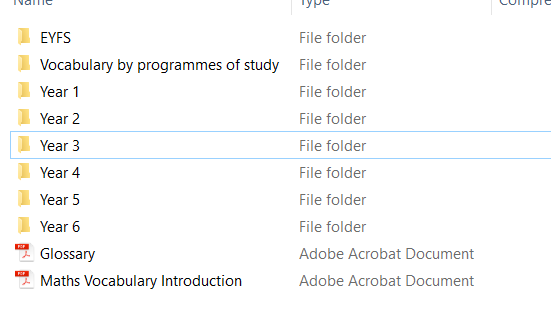 Name Type Compre
EYFS File folder
Vocabulary by programmes of study File folder
Year 1 File folder
Year 2 File folder
Year 3 File folder
Year 4 File folder
Year 5 File folder
Year 6 File folder
Glossary Adobe Acrobat Document
Maths Vocabulary Introduction Adobe Acrobat Document